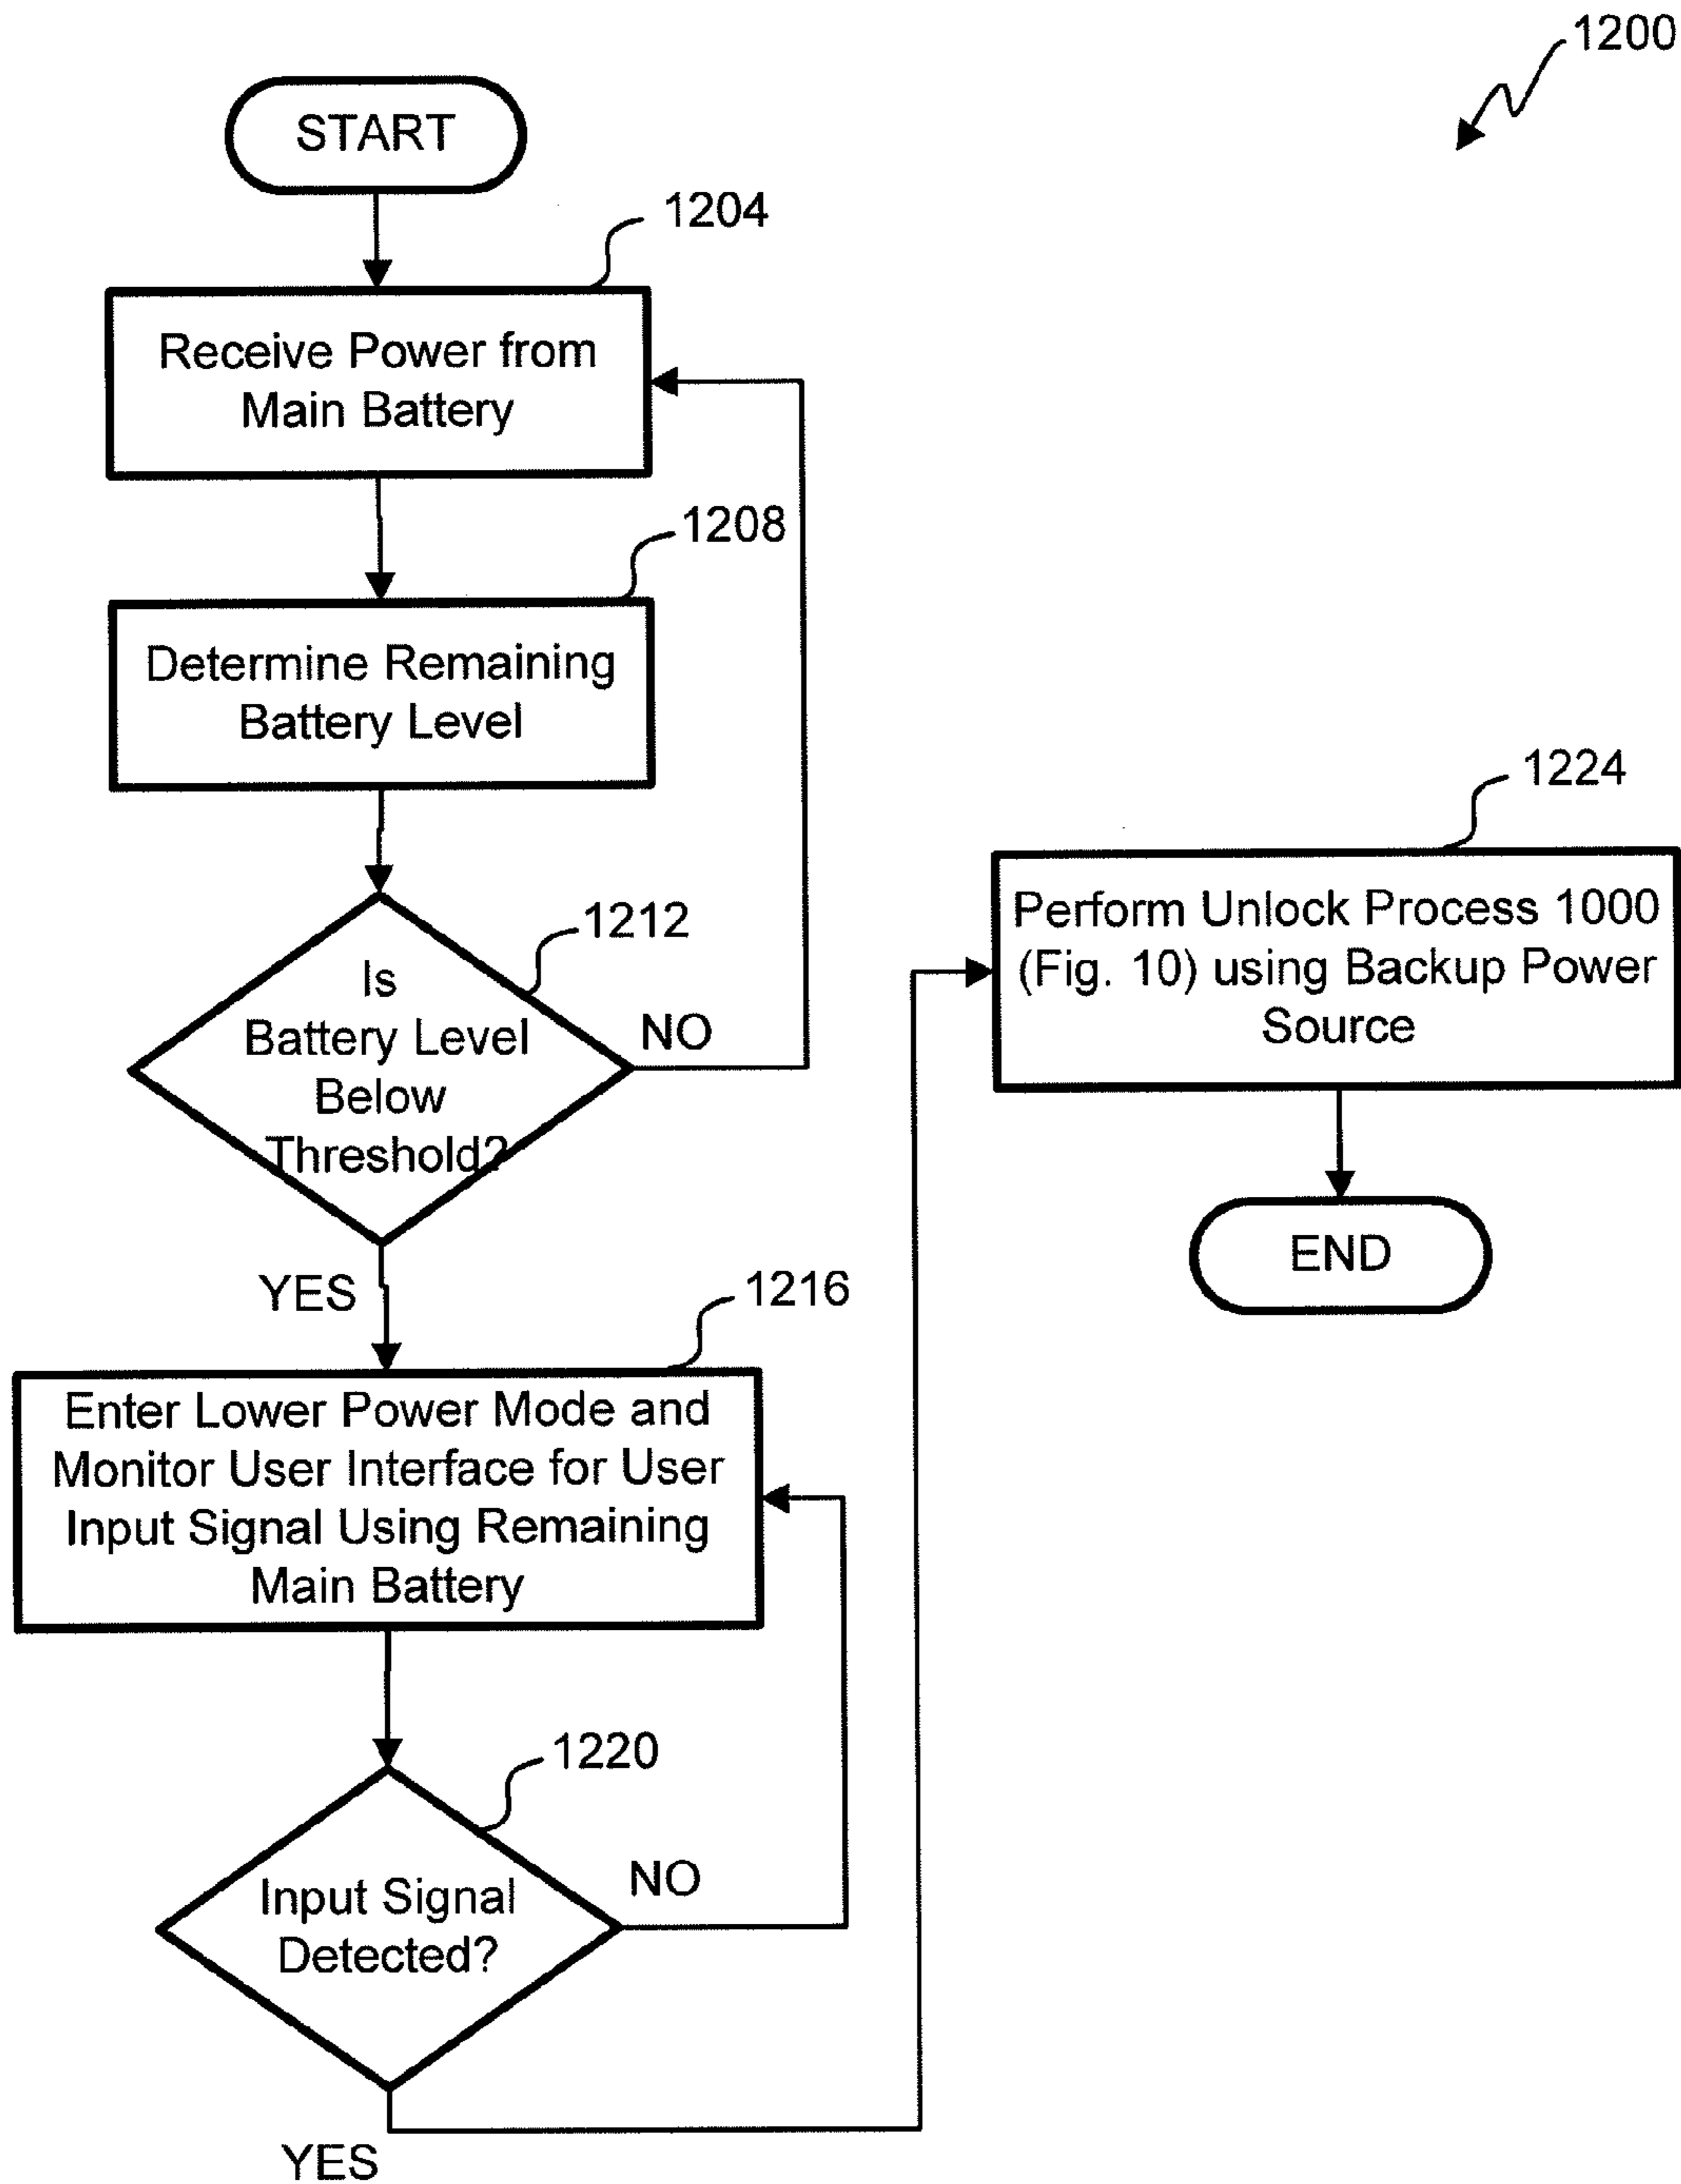 1200
START
1204
Receive Power from
Main Battery
1208
Determine Remaining
Battery Level
1212
Is
Battery Level
Below
Threshold?
NO
YES
1216
Enter Lower Power Mode and
Monitor User Interface for User
Input Signal Using Remaining
Main Battery
1220
Input Signal
Detected?
NO
YES
1224
Perform Unlock Process 1000
(Fig. 10) using Backup Power
Source
END